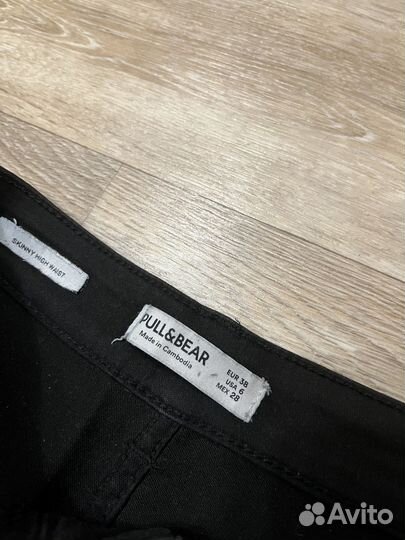 SKINNY HIGH WAIST
PULL&BEAR
Made in Cambodia
EUR 38
USA 6
MEX 28
Avito